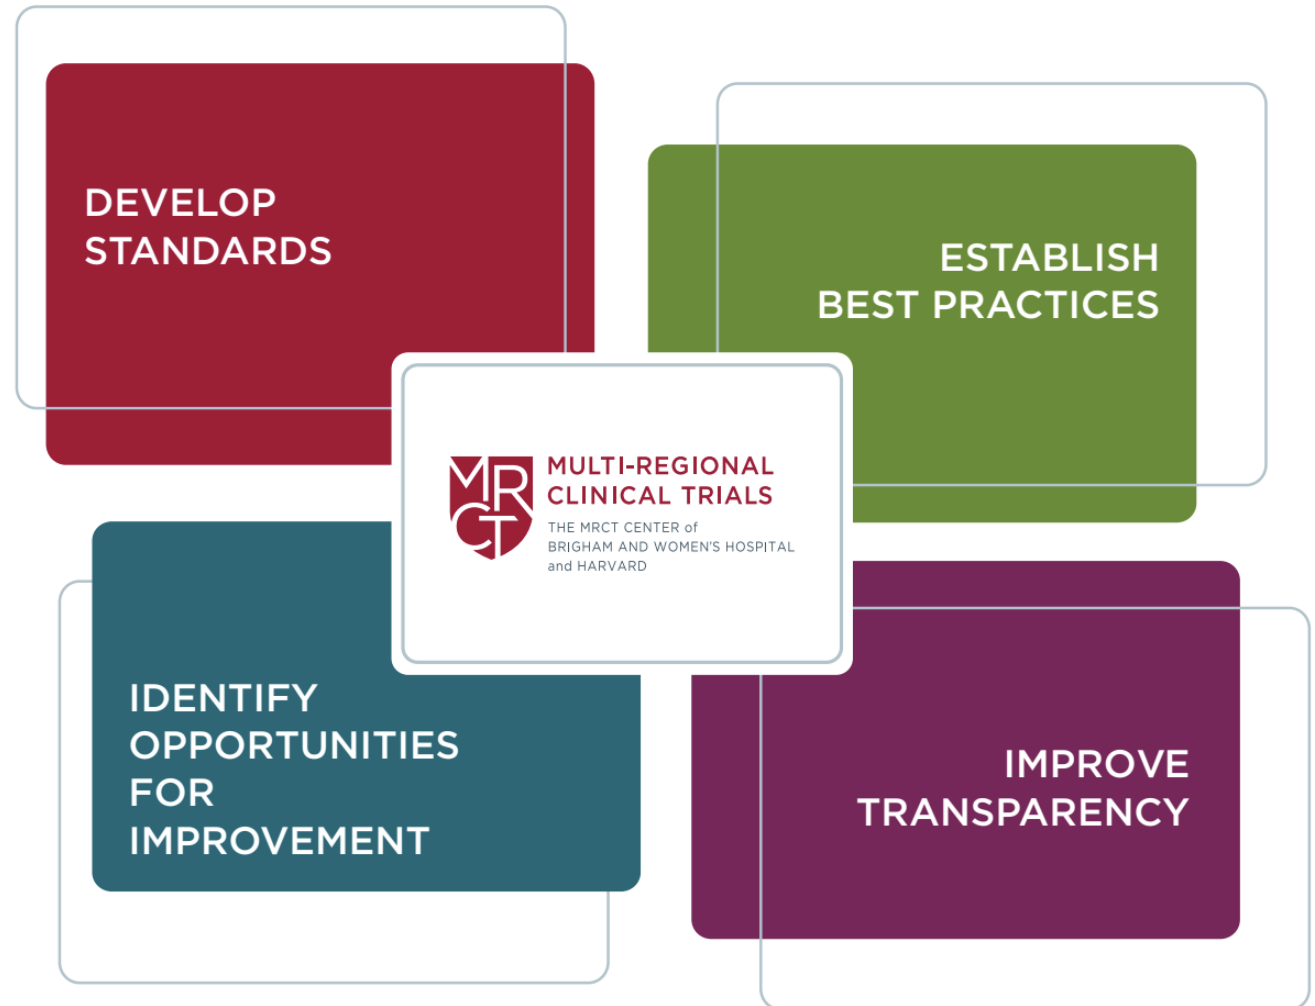 DEVELOP
STANDARDS
ESTABLISH
BEST PRACTICES
MRCT
MULTI-REGIONAL
CLINICAL TRIALS
THE MRCT CENTER of
BRIGHAM AND WOMEN'S HOSPITAL
and HARVARD
IDENTIFY
OPPORTUNITIES
FOR
IMPROVEMENT
IMPROVE
TRANSPARENCY